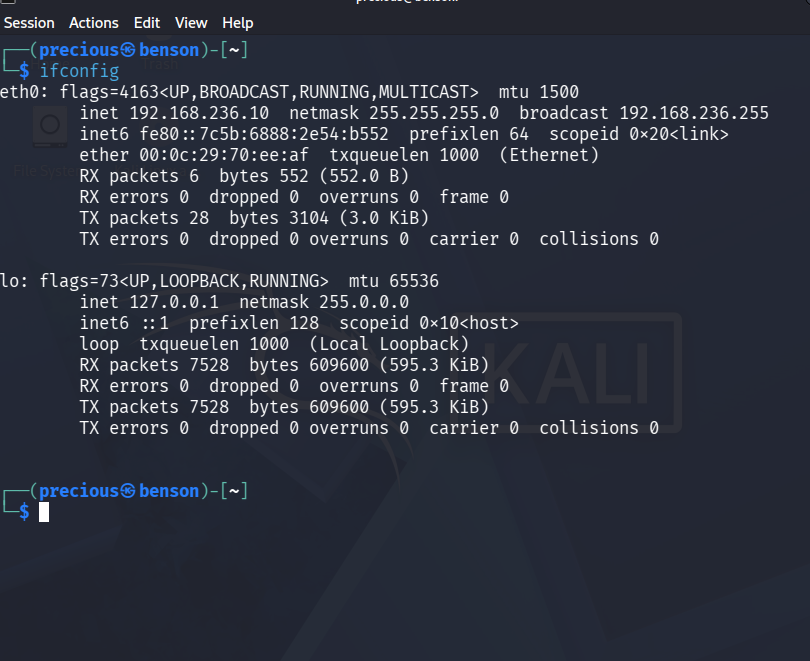 Session Actions Edit View Help
┌──(precious㉿benson)-[~]
└─$ ifconfig
eth0: flags=4163<UP,BROADCAST,RUNNING,MULTICAST>  mtu 1500
        inet 192.168.236.10  netmask 255.255.255.0  broadcast 192.168.236.255
        inet6 fe80::7c5b:6888:2e54:b552  prefixlen 64  scopeid 0×20<link>
        ether 00:0c:29:70:ee:af  txqueuelen 1000  (Ethernet)
        RX packets 6  bytes 552 (552.0 B)
        RX errors 0  dropped 0  overruns 0  frame 0
        TX packets 28  bytes 3104 (3.0 KiB)
        TX errors 0  dropped 0 overruns 0  carrier 0  collisions 0
lo: flags=73<UP,LOOPBACK,RUNNING>  mtu 65536
        inet 127.0.0.1  netmask 255.0.0.0
        inet6 ::1  prefixlen 128  scopeid 0×10<host>
        loop  txqueuelen 1000  (Local Loopback)
        RX packets 7528  bytes 609600 (595.3 KiB)
        RX errors 0  dropped 0  overruns 0  frame 0
        TX packets 7528  bytes 609600 (595.3 KiB)
        TX errors 0  dropped 0 overruns 0  carrier 0  collisions 0
┌──(precious㉿benson)-[~]
└─$
KALI